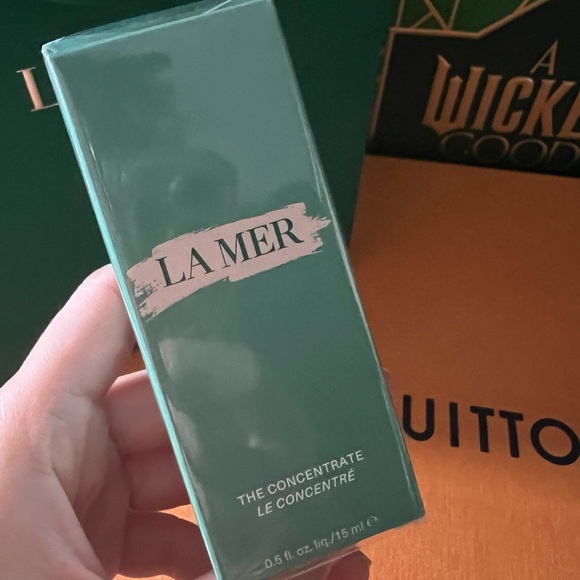 L
A
WICKE
GOOD
LA MER
UITTO
THE CONCENTRATE
LE CONCENTRÉ
0.5 fl. oz. liq./15 ml ℮